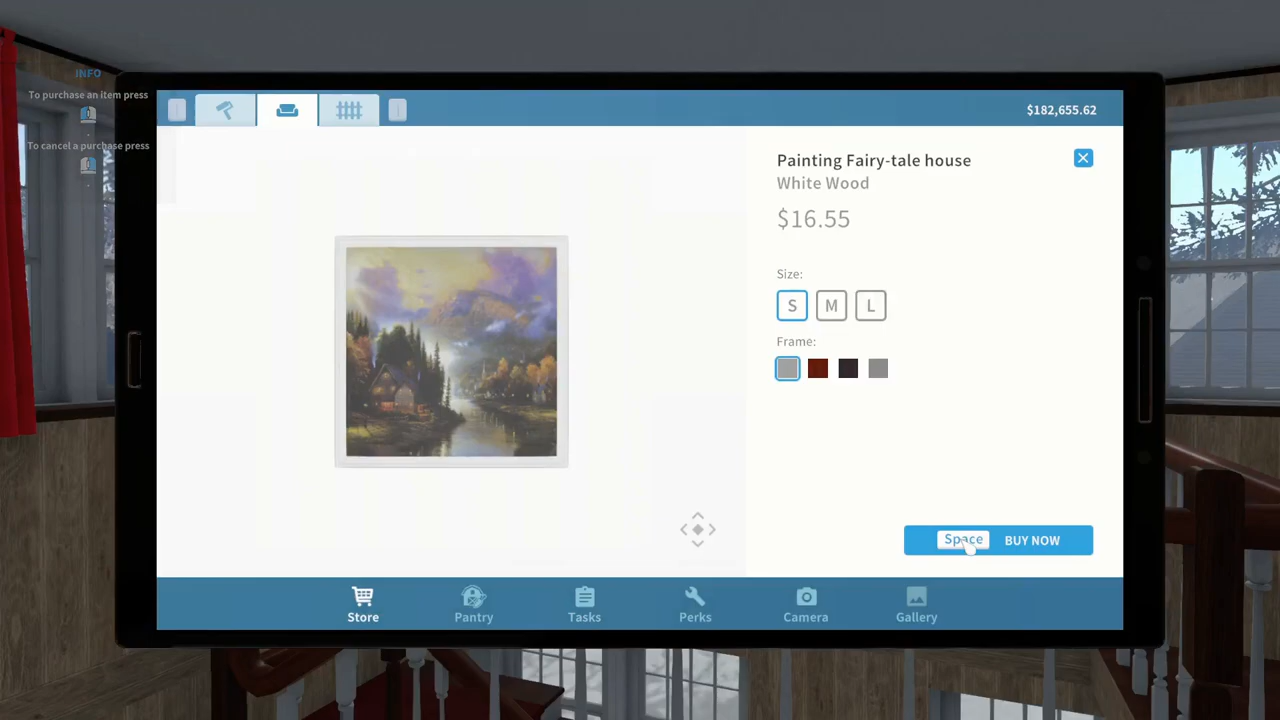 INFO
To purchase an item press
To cancel a purchase press
$182,655.62
Painting Fairy-tale house
White Wood
$16.55
Size:
S M L
Frame:
Space BUY NOW
Store Pantry Tasks Perks Camera Gallery